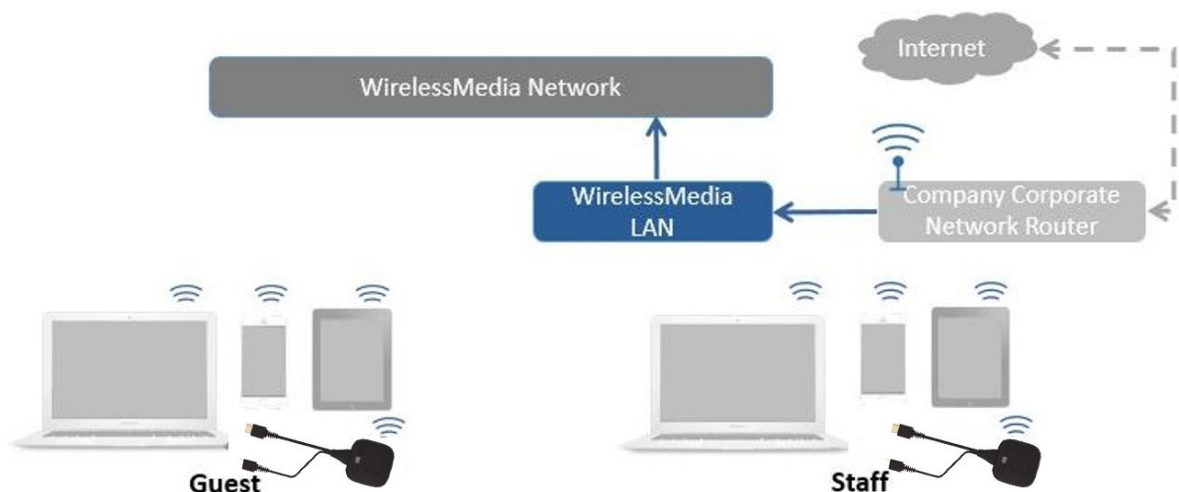 Internet
WirelessMedia Network
WirelessMedia
LAN
Company Corporate
Network Router
Guest
Staff